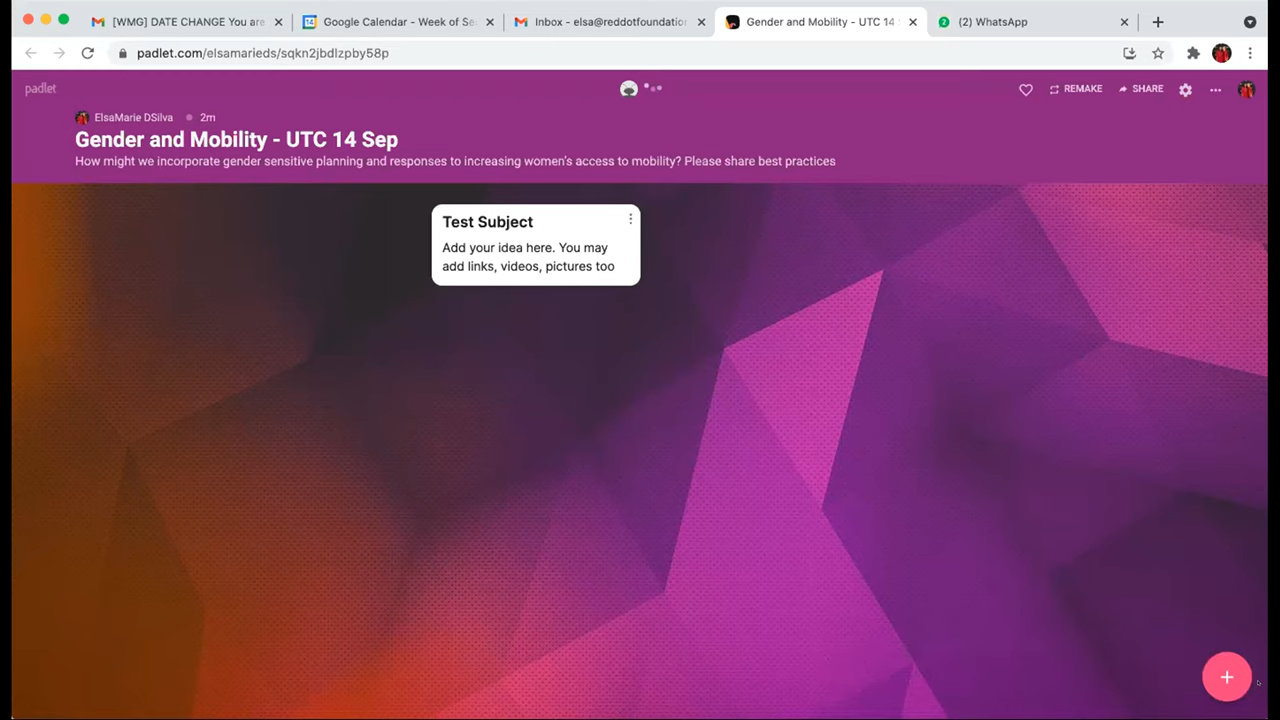 [WMG] DATE CHANGE You are
Google Calendar - Week of Se
Inbox - elsa@reddotfoundatio
Gender and Mobility - UTC 14
(2) WhatsApp
padlet.com/elsamarieds/sqkn2jbdlzpby58p
padlet
REMAKE
SHARE
ElsaMarie DSilva
2m
Gender and Mobility - UTC 14 Sep
How might we incorporate gender sensitive planning and responses to increasing women's access to mobility? Please share best practices
Test Subject
Add your idea here. You may
add links, videos, pictures too